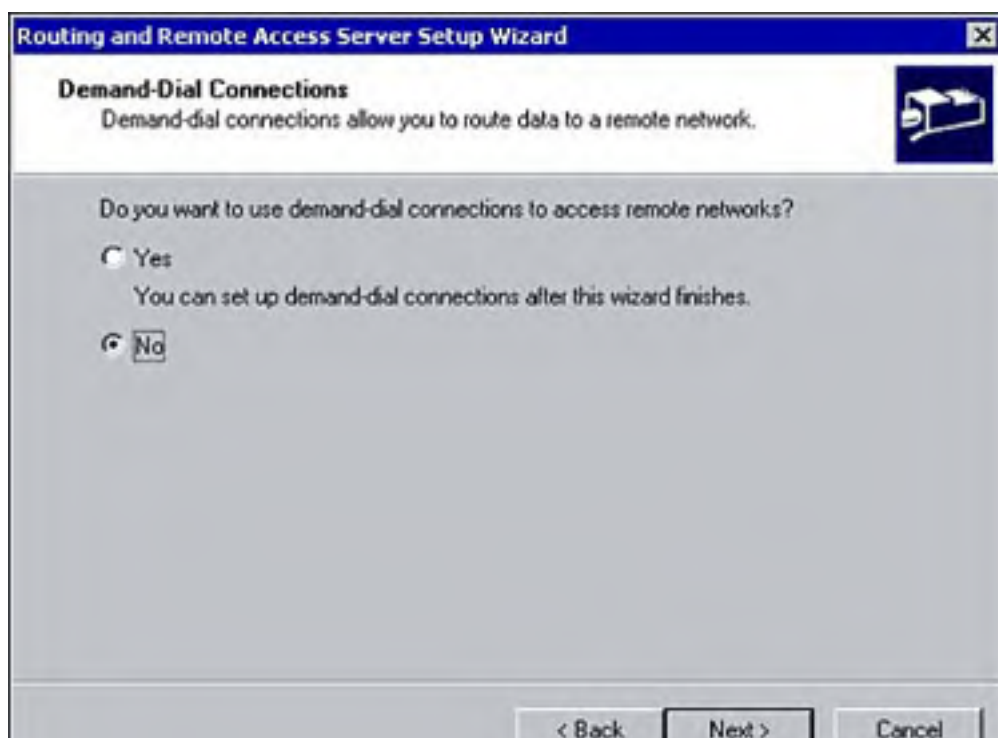 Routing and Remote Access Server Setup Wizard
Demand-Dial Connections
Demand-dial connections allow you to route data to a remote network.
Do you want to use demand-dial connections to access remote networks?
Yes
You can set up demand-dial connections after this wizard finishes.
No
< Back Next > Cancel